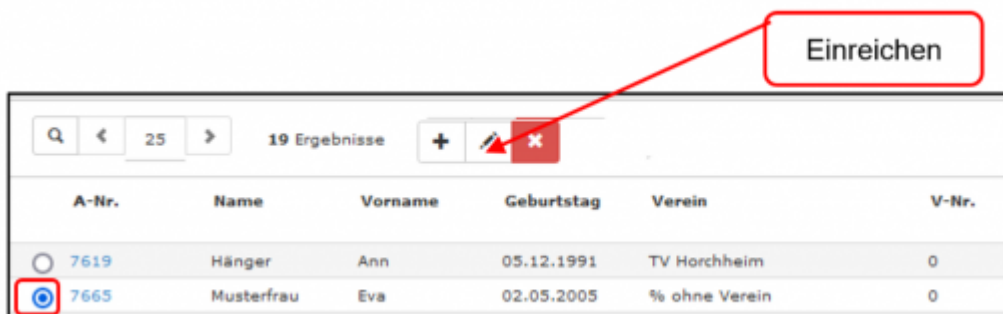 Einreichen
25 19 Ergebnisse
A-Nr. Name Vorname Geburtstag Verein V-Nr.
7619 Hänger Ann 05.12.1991 TV Horchheim 0
7665 Musterfrau Eva 02.05.2005 % ohne Verein 0